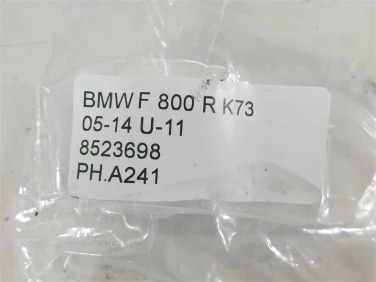 BMW F 800 R K73
05-14 U-11
8523698
PH.A241